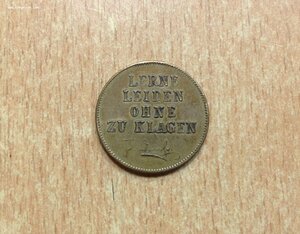 LERNE
LEIDEN
OHNE
ZU KLAGEN